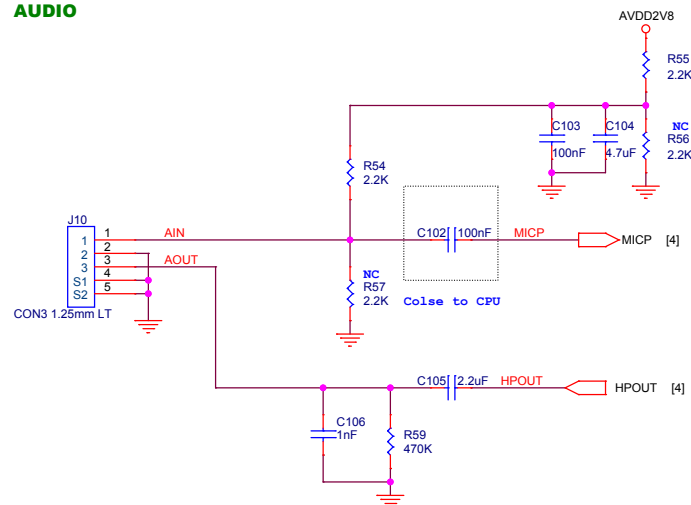 AUDIO
AVDD2V8
R55
2.2K
C103
100nF
C104
4.7uF
NC
R56
2.2K
R54
2.2K
J10
1
2
3
S1
S2
1
2
3
4
5
CON3 1.25mm LT
AIN
AOUT
C102
100nF
MICP
MICP [4]
NC
R57
2.2K
Colse to CPU
C105
2.2uF
HPOUT
HPOUT [4]
C106
1nF
R59
470K